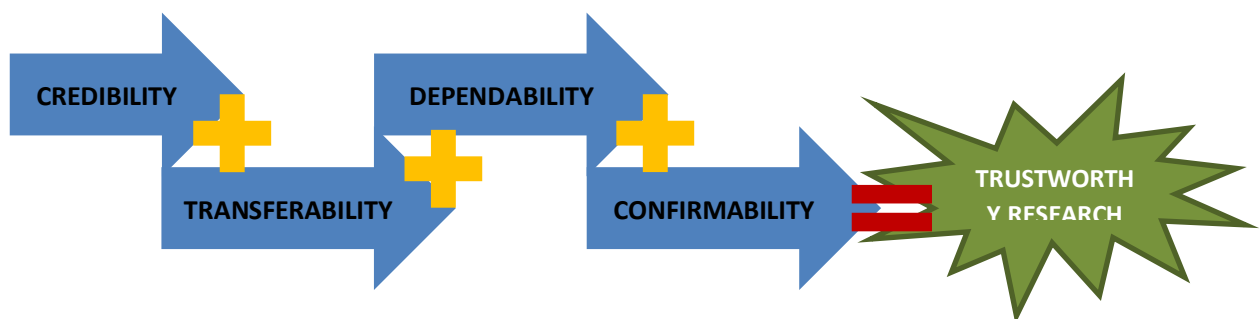 CREDIBILITY
TRANSFERABILITY
DEPENDABILITY
CONFIRMABILITY
TRUSTWORTH
Y RESEARCH